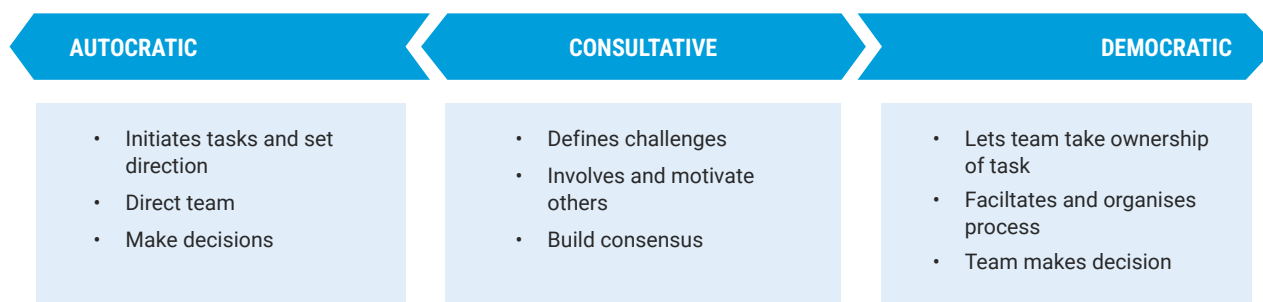 AUTOCRATIC
CONSULTATIVE
DEMOCRATIC
• Initiates tasks and set
direction
• Direct team
• Make decisions
• Defines challenges
• Involves and motivate
others
• Build consensus
• Lets team take ownership
of task
• Faciltates and organises
process
• Team makes decision